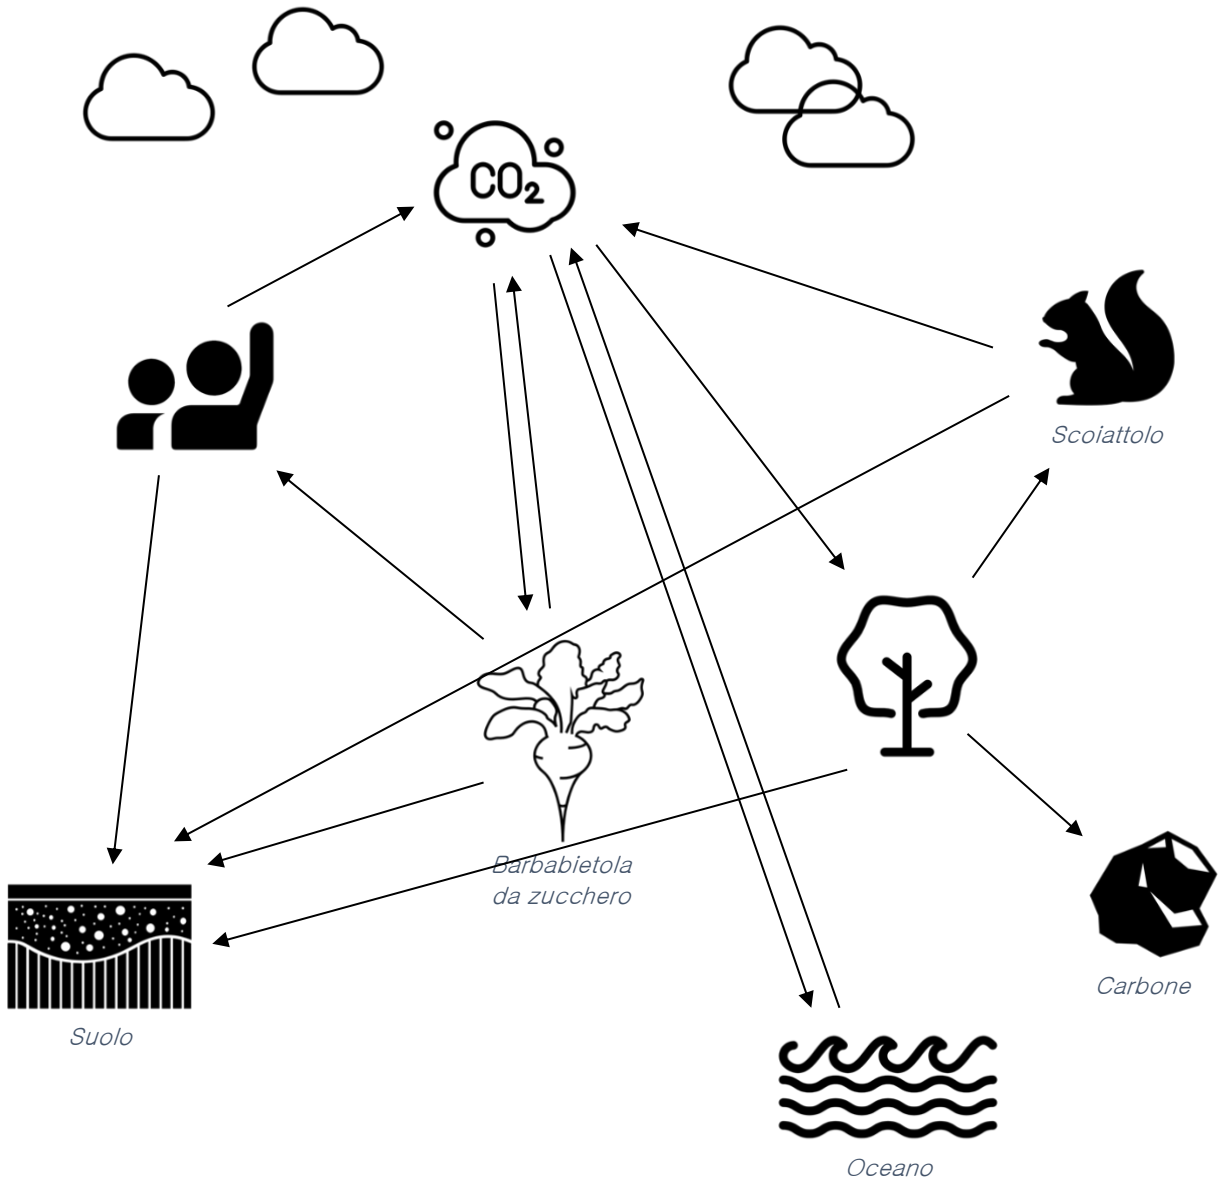 CO₂
Scoiattolo
Barbabietola
da zucchero
Carbone
Suolo
Oceano